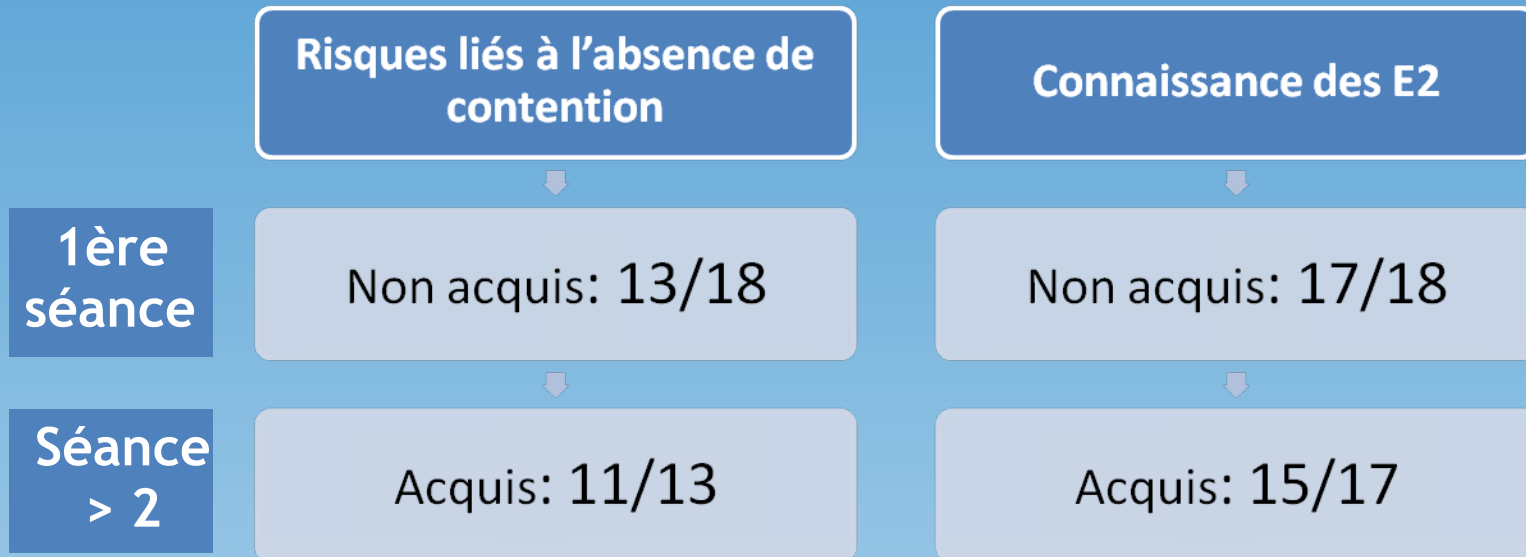 Risques liés à l’absence de
contention
Connaissance des E2
1ère
séance
Non acquis: 13/18
Non acquis: 17/18
Séance
> 2
Acquis: 11/13
Acquis: 15/17